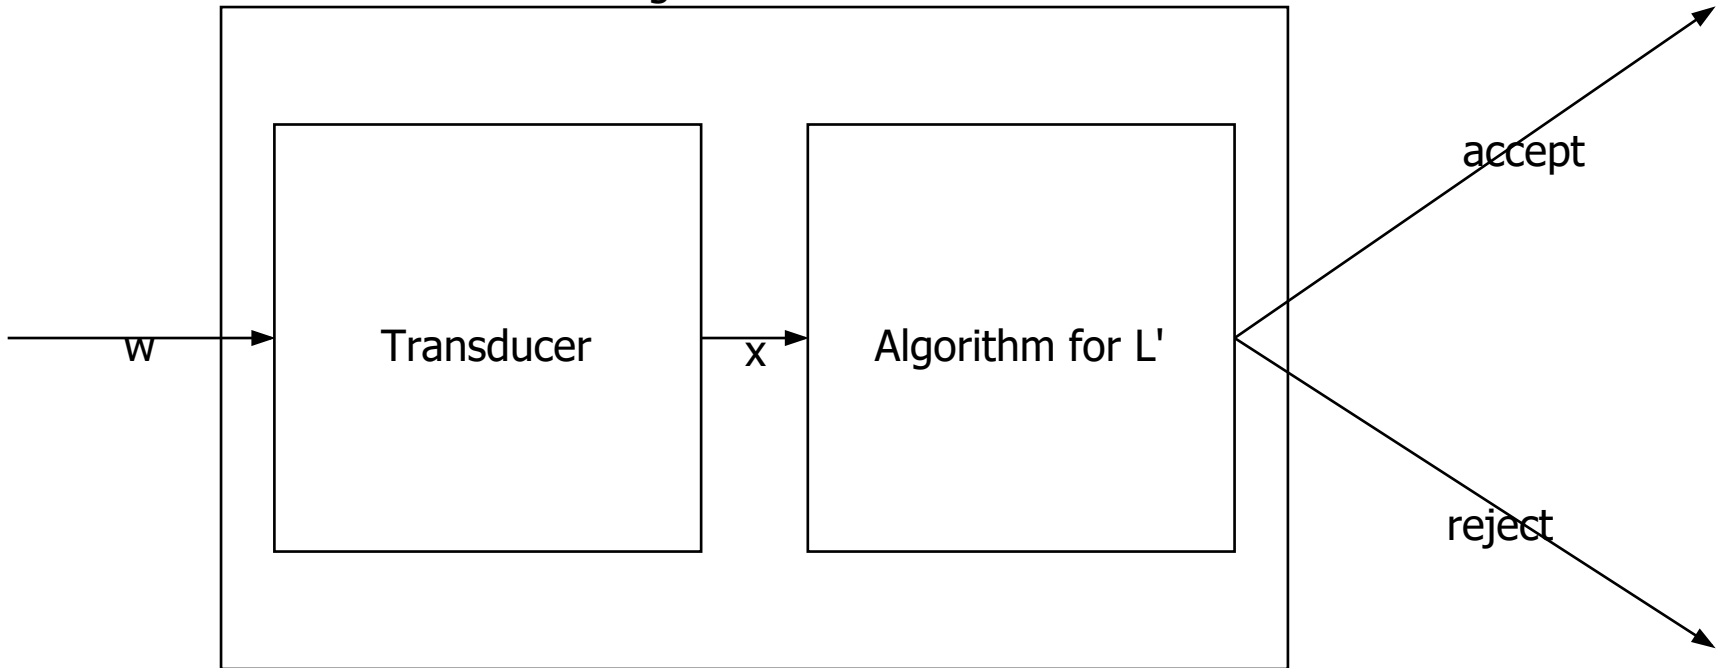 w
Transducer
x
Algorithm for L'
accept
reject